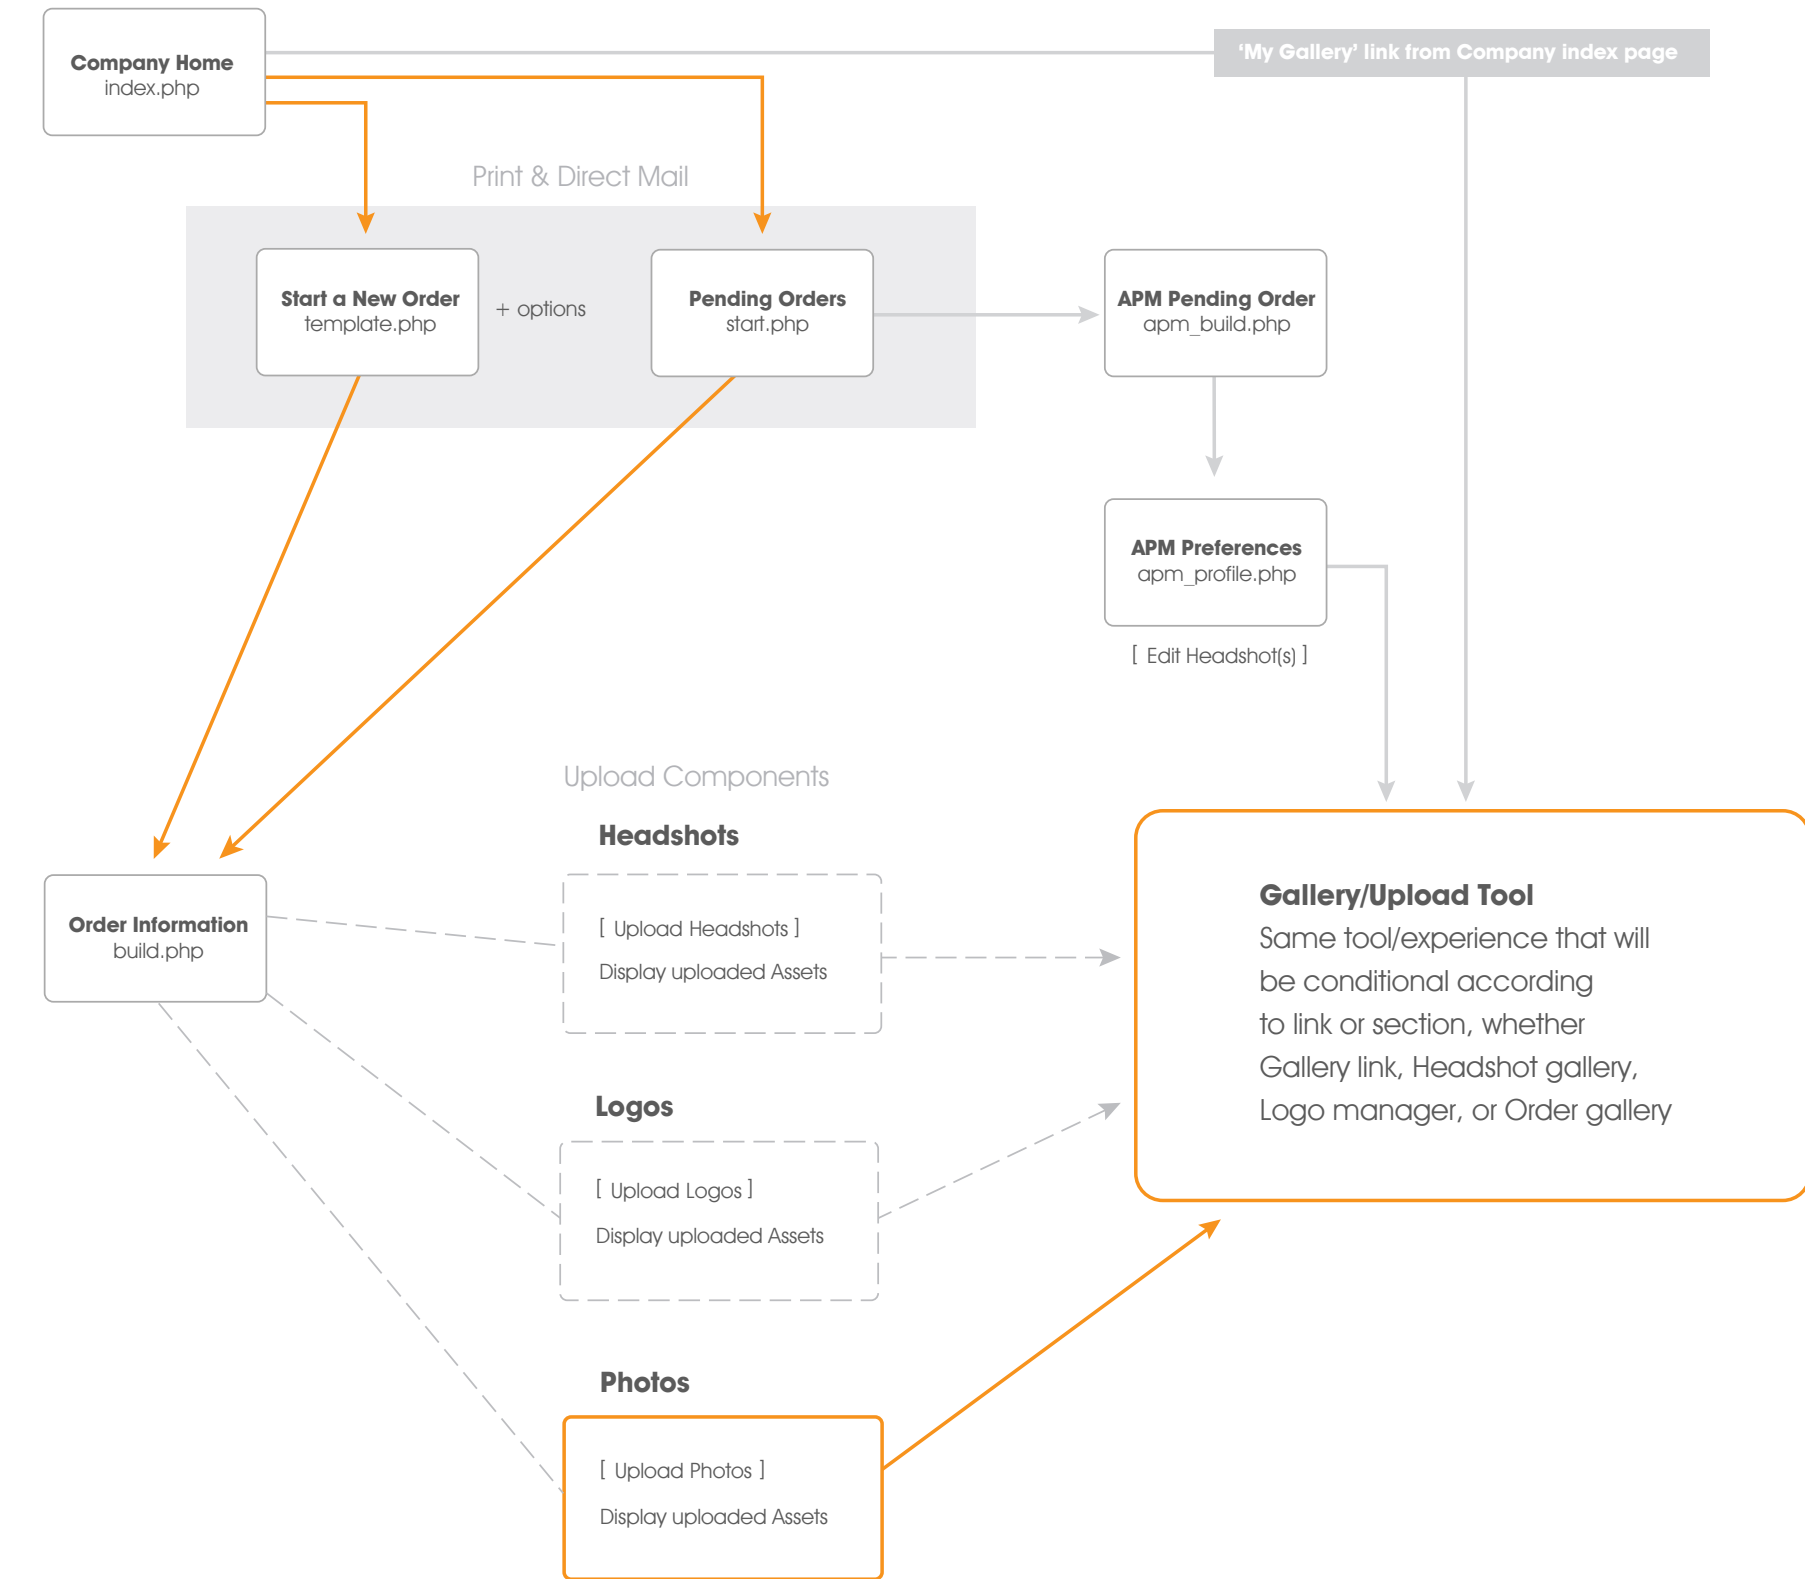 Company Home
index.php
‘My Gallery’ link from Company index page
Print & Direct Mail
Start a New Order
template.php
+ options
Pending Orders
start.php
APM Pending Order
apm_build.php
APM Preferences
apm_profile.php
[ Edit Headshot(s) ]
Upload Components
Headshots
Order Information
build.php
[ Upload Headshots ]
Display uploaded Assets
Gallery/Upload Tool
Same tool/experience that will
be conditional according
to link or section, whether
Gallery link, Headshot gallery,
Logo manager, or Order gallery
Logos
[ Upload Logos ]
Display uploaded Assets
Photos
[ Upload Photos ]
Display uploaded Assets